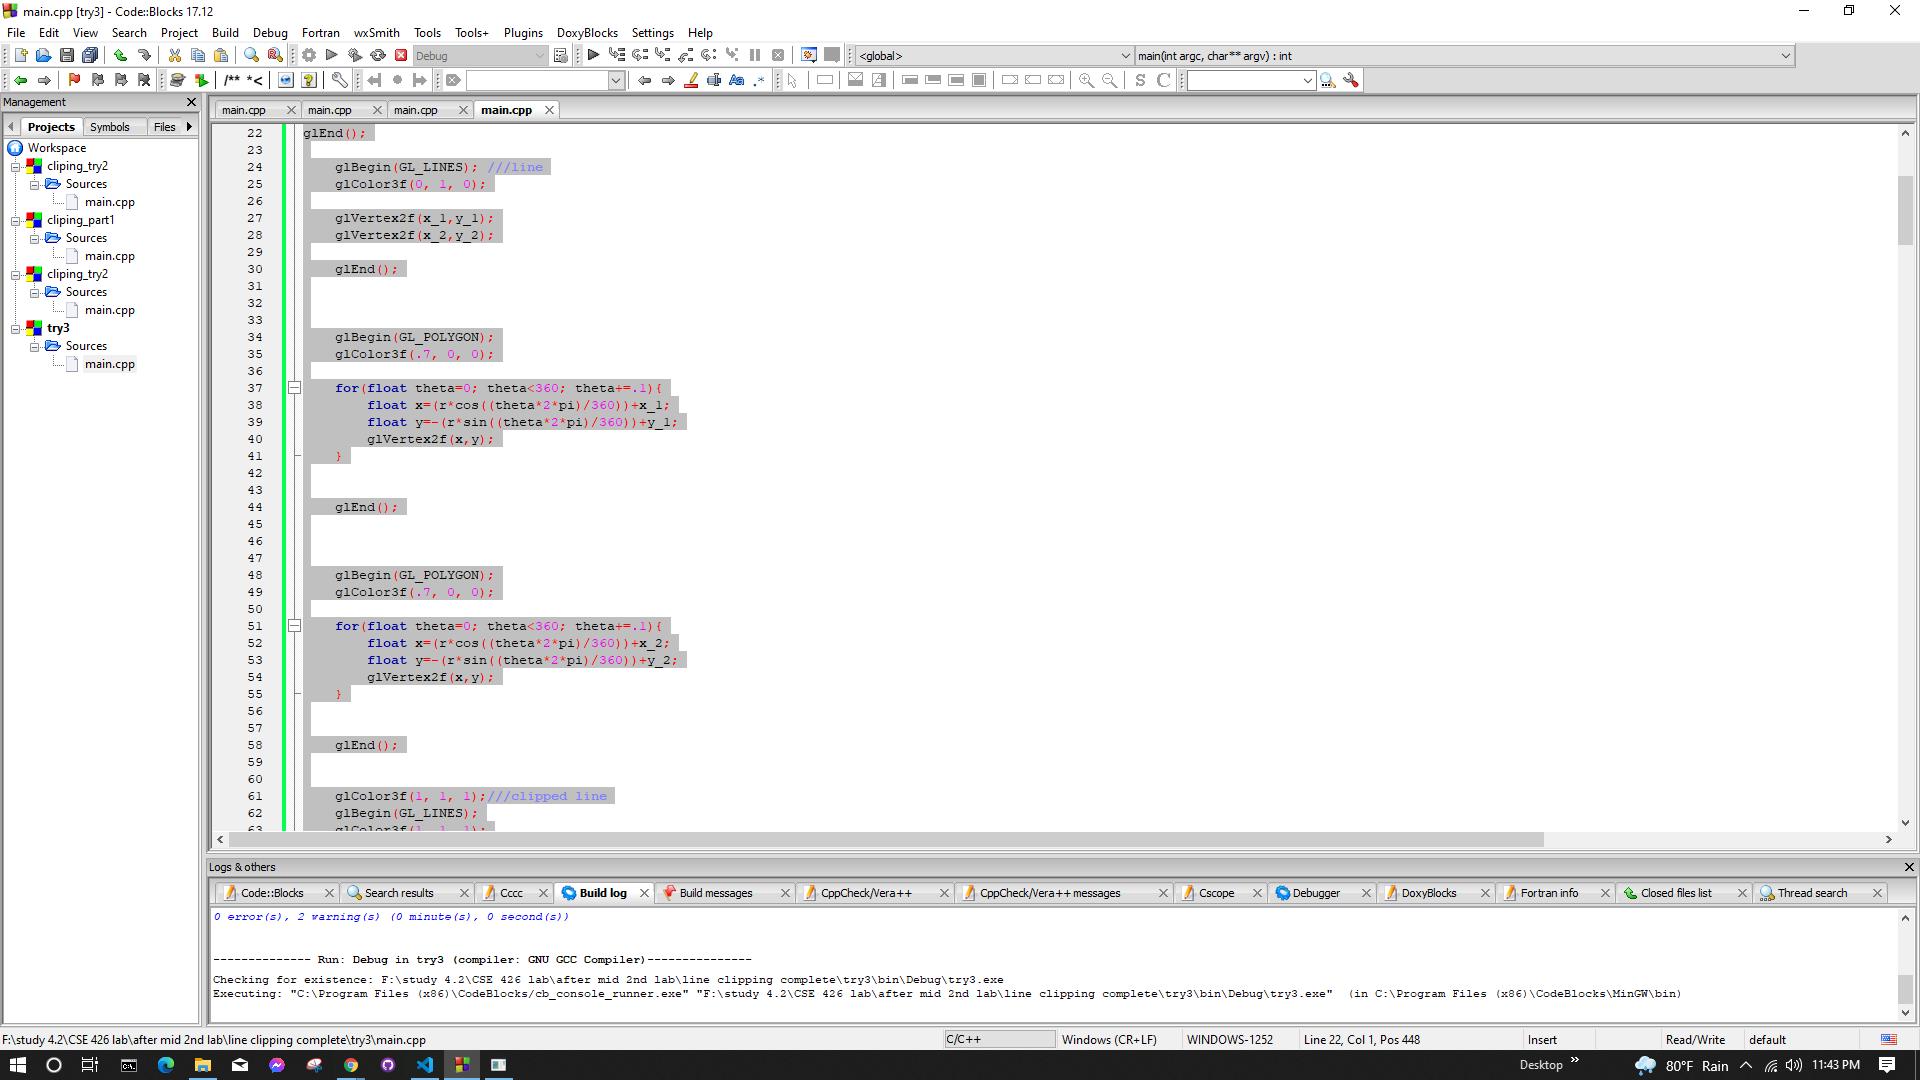 main.cpp [try3] - Code::Blocks 17.12
File Edit View Search Project Build Debug Fortran wxSmith Tools Tools+ Plugins DoxyBlocks Settings Help
Debug
<global>
main(int argc, char** argv) : int
/** *<
S C
Management
Projects Symbols Files
Workspace
cliping_try2
Sources
main.cpp
cliping_part1
Sources
main.cpp
cliping_try2
Sources
main.cpp
try3
Sources
main.cpp
main.cpp main.cpp main.cpp main.cpp
22 glEnd();
23
24 glBegin(GL_LINES); ///line
25 glColor3f(0, 1, 0);
26
27 glVertex2f(x_1,y_1);
28 glVertex2f(x_2,y_2);
29
30 glEnd();
31
32
33
34 glBegin(GL_POLYGON);
35 glColor3f(.7, 0, 0);
36
37 for(float theta=0; theta<360; theta+=.1){
38 float x=(r*cos((theta*2*pi)/360))+x_1;
39 float y=-(r*sin((theta*2*pi)/360))+y_1;
40 glVertex2f(x,y);
41 }
42
43
44 glEnd();
45
46
47
48 glBegin(GL_POLYGON);
49 glColor3f(.7, 0, 0);
50
51 for(float theta=0; theta<360; theta+=.1){
52 float x=(r*cos((theta*2*pi)/360))+x_2;
53 float y=-(r*sin((theta*2*pi)/360))+y_2;
54 glVertex2f(x,y);
55 }
56
57
58 glEnd();
59
60
61 glColor3f(1, 1, 1);///clipped line
62 glBegin(GL_LINES);
63 glColor3f(1, 1, 1);
Logs & others
Code::Blocks Search results Cccc Build log Build messages CppCheck/Vera++ CppCheck/Vera++ messages Cscope Debugger DoxyBlocks Fortran info Closed files list Thread search
0 error(s), 2 warning(s) (0 minute(s), 0 second(s))
-------------- Run: Debug in try3 (compiler: GNU GCC Compiler)---------------
Checking for existence: F:\study 4.2\CSE 426 lab\after mid 2nd lab\line clipping complete\try3\bin\Debug\try3.exe
Executing: "C:\Program Files (x86)\CodeBlocks/cb_console_runner.exe" "F:\study 4.2\CSE 426 lab\after mid 2nd lab\line clipping complete\try3\bin\Debug\try3.exe"  (in C:\Program Files (x86)\CodeBlocks\MinGW\bin)
F:\study 4.2\CSE 426 lab\after mid 2nd lab\line clipping complete\try3\main.cpp C/C++ Windows (CR+LF) WINDOWS-1252 Line 22, Col 1, Pos 448 Insert Read/Write default
Desktop » 80°F Rain 11:43 PM